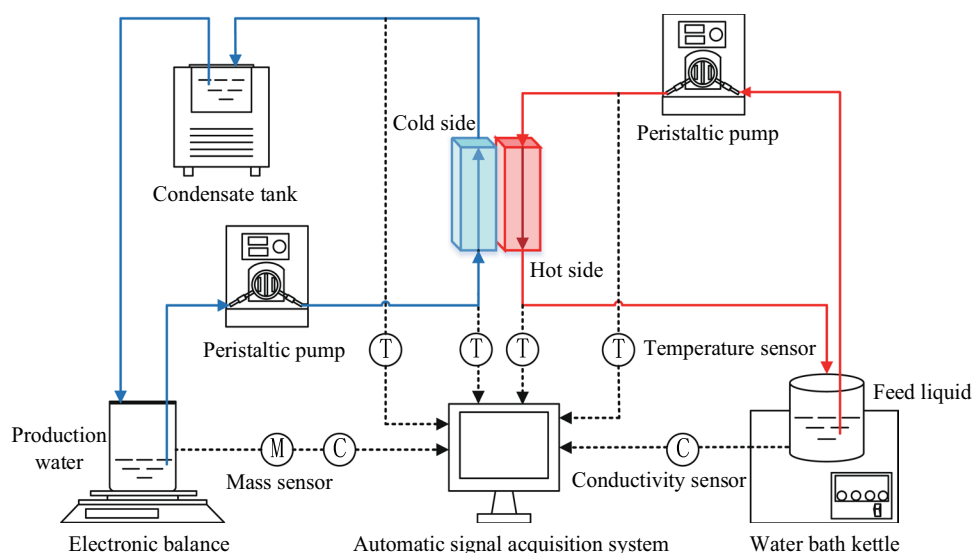 Cold side
Peristaltic pump
Condensate tank
Hot side
Peristaltic pump
T
T
T
T
Temperature sensor
Feed liquid
Production
water
M
C
C
Mass sensor
Conductivity sensor
Electronic balance
Automatic signal acquisition system
Water bath kettle